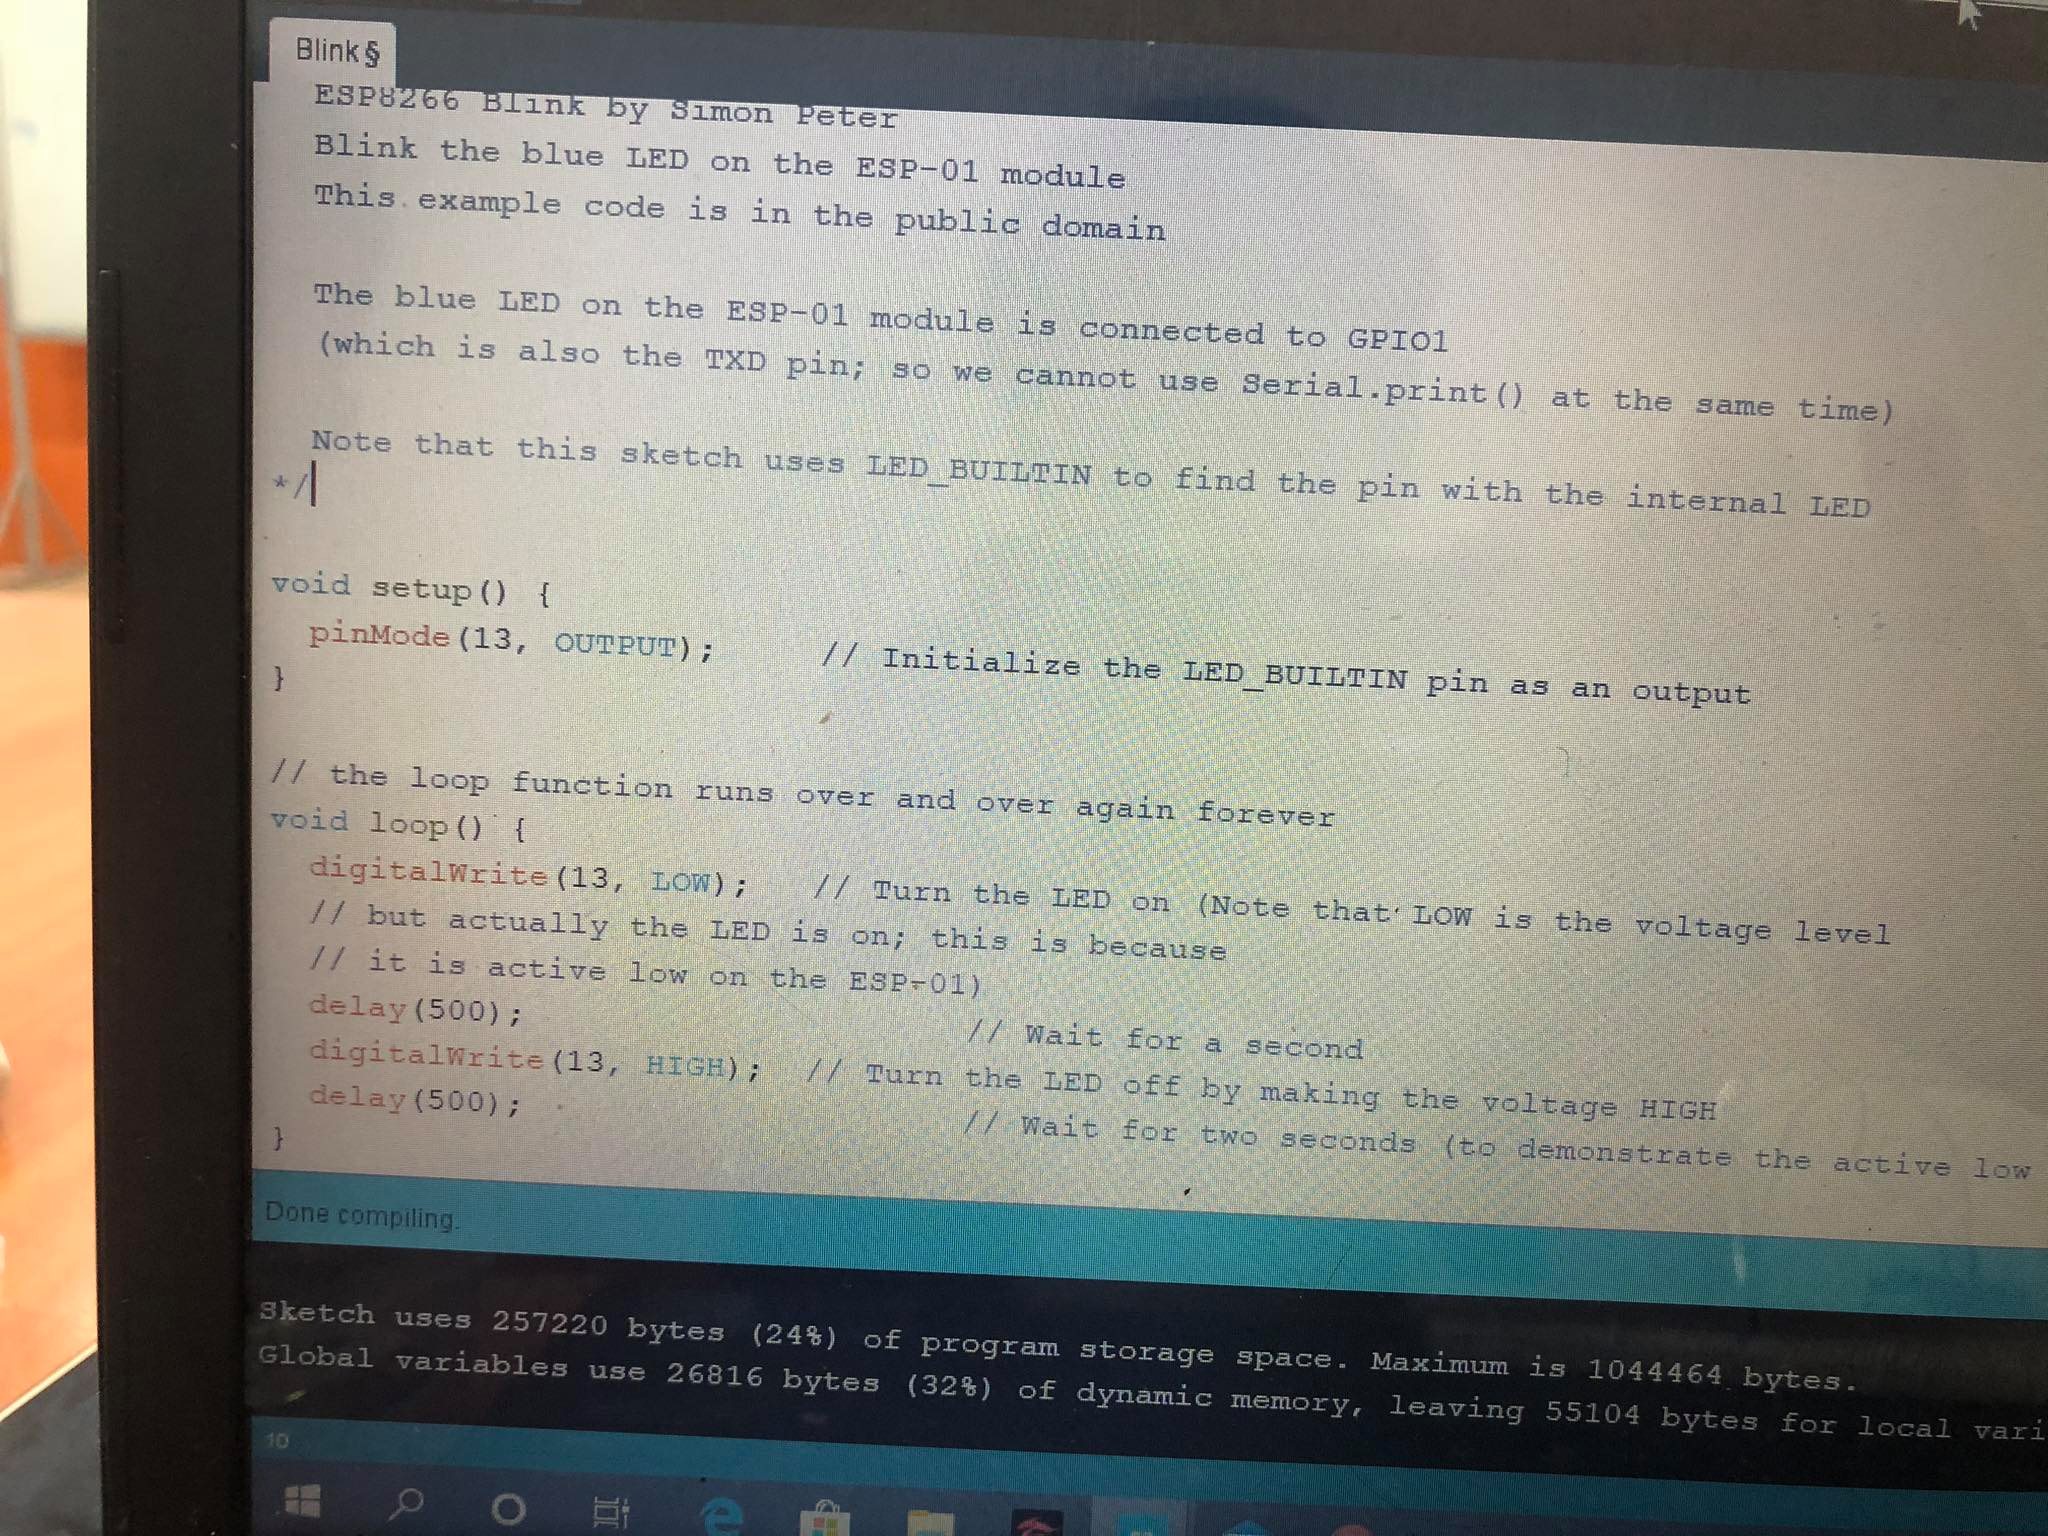 Blink§
ESP8266 Blink by Simon Peter
Blink the blue LED on the ESP-01 module
This example code is in the public domain
The blue LED on the ESP-01 module is connected to GPIO1
(which is also the TXD pin; so we cannot use Serial.print() at the same time)
Note that this sketch uses LED_BUILTIN to find the pin with the internal LED
*/
void setup() {
pinMode(13, OUTPUT); // Initialize the LED_BUILTIN pin as an output
}
// the loop function runs over and over again forever
void loop() {
digitalWrite(13, LOW); // Turn the LED on (Note that LOW is the voltage level
// but actually the LED is on; this is because
// it is active low on the ESP-01)
delay(500); // Wait for a second
digitalWrite(13, HIGH); // Turn the LED off by making the voltage HIGH
delay(500); // Wait for two seconds (to demonstrate the active low
}
Done compiling.
Sketch uses 257220 bytes (24%) of program storage space. Maximum is 1044464 bytes.
Global variables use 26816 bytes (32%) of dynamic memory, leaving 55104 bytes for local vari
10